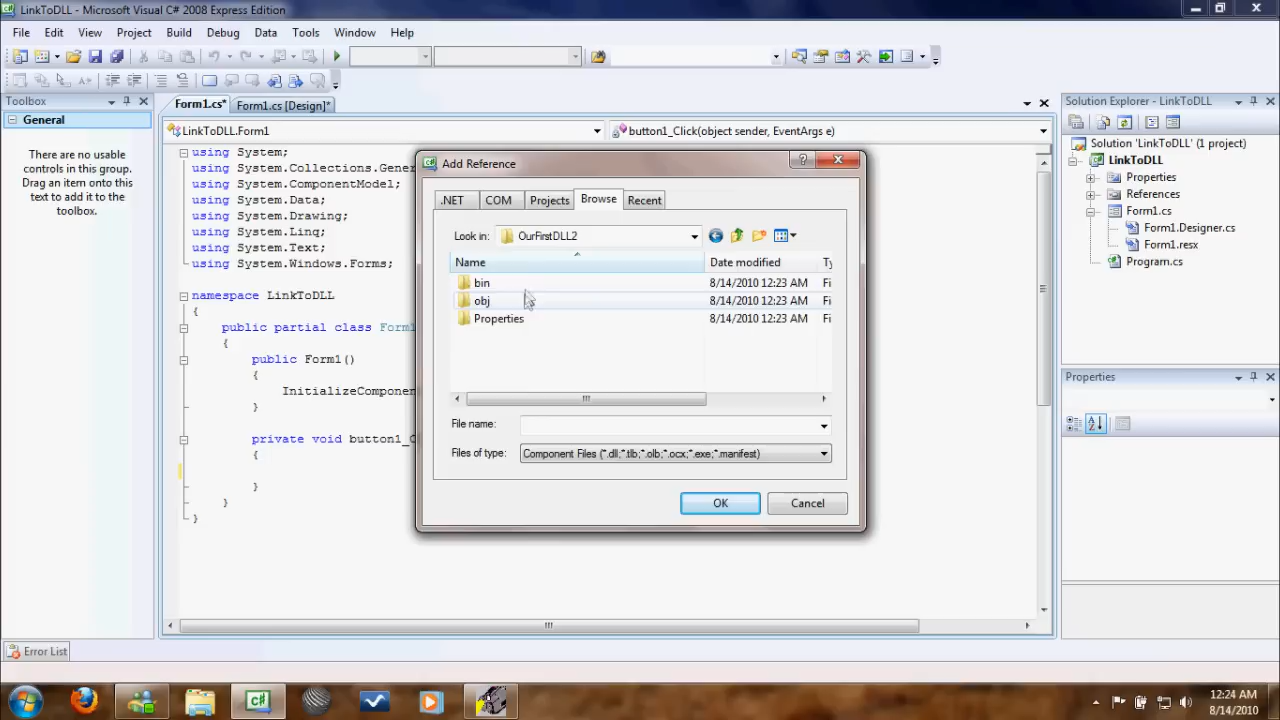 LinkToDLL - Microsoft Visual C# 2008 Express Edition
File Edit View Project Build Debug Data Tools Window Help
Toolbox
General
There are no usable
controls in this group.
Drag an item onto this
text to add it to the
toolbox.
Form1.cs* Form1.cs [Design]*
LinkToDLL.Form1
button1_Click(object sender, EventArgs e)
using System;
using System.Collections.Gener
using System.ComponentModel;
using System.Data;
using System.Drawing;
using System.Linq;
using System.Text;
using System.Windows.Forms;
namespace LinkToDLL
{
public partial class Form1
{
public Form1()
{
InitializeComponent
}
private void button1_C
{
}
}
}
Add Reference
.NET COM Projects Browse Recent
Look in: OurFirstDLL2
Name Date modified Ty
bin 8/14/2010 12:23 AM Fi
obj 8/14/2010 12:23 AM Fi
Properties 8/14/2010 12:23 AM Fi
File name:
Files of type: Component Files (*.dll;*.tlb;*.olb;*.ocx;*.exe;*.manifest)
OK Cancel
Solution Explorer - LinkToDLL
Solution 'LinkToDLL' (1 project)
LinkToDLL
Properties
References
Form1.cs
Form1.Designer.cs
Form1.resx
Program.cs
Properties
Error List
12:24 AM
8/14/2010